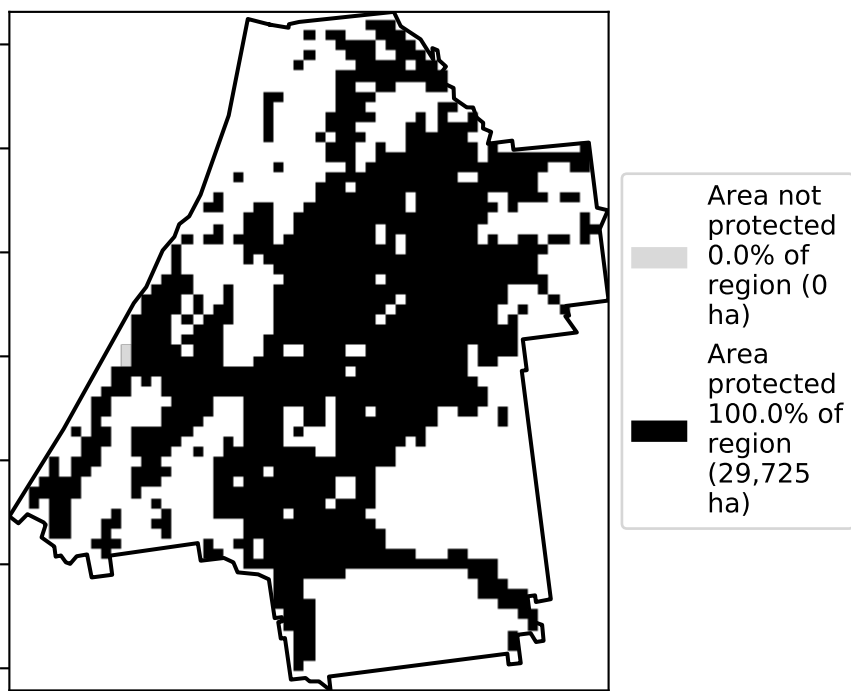 Area not
protected
0.0% of
region (0
ha)
Area
protected
100.0% of
region
(29,725
ha)